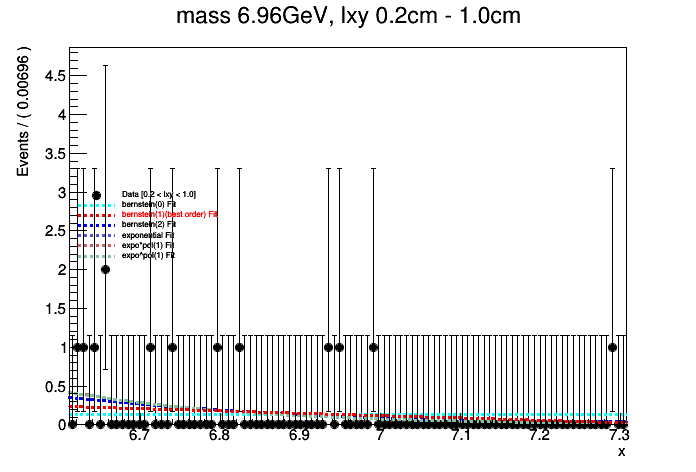 mass 6.96GeV, lxy 0.2cm - 1.0cm
Events / ( 0.00696 )
4.5
4
3.5
3
Data [0.2 < lxy < 1.0]
bernstein(0) Fit
bernstein(1)(best order) Fit
2.5
bernstein(2) Fit
exponential Fit
expo*pol(1) Fit
expo*pol(1) Fit
2
1.5
1
0.5
0
6.7 6.8 6.9 7 7.1 7.2 7.3
x